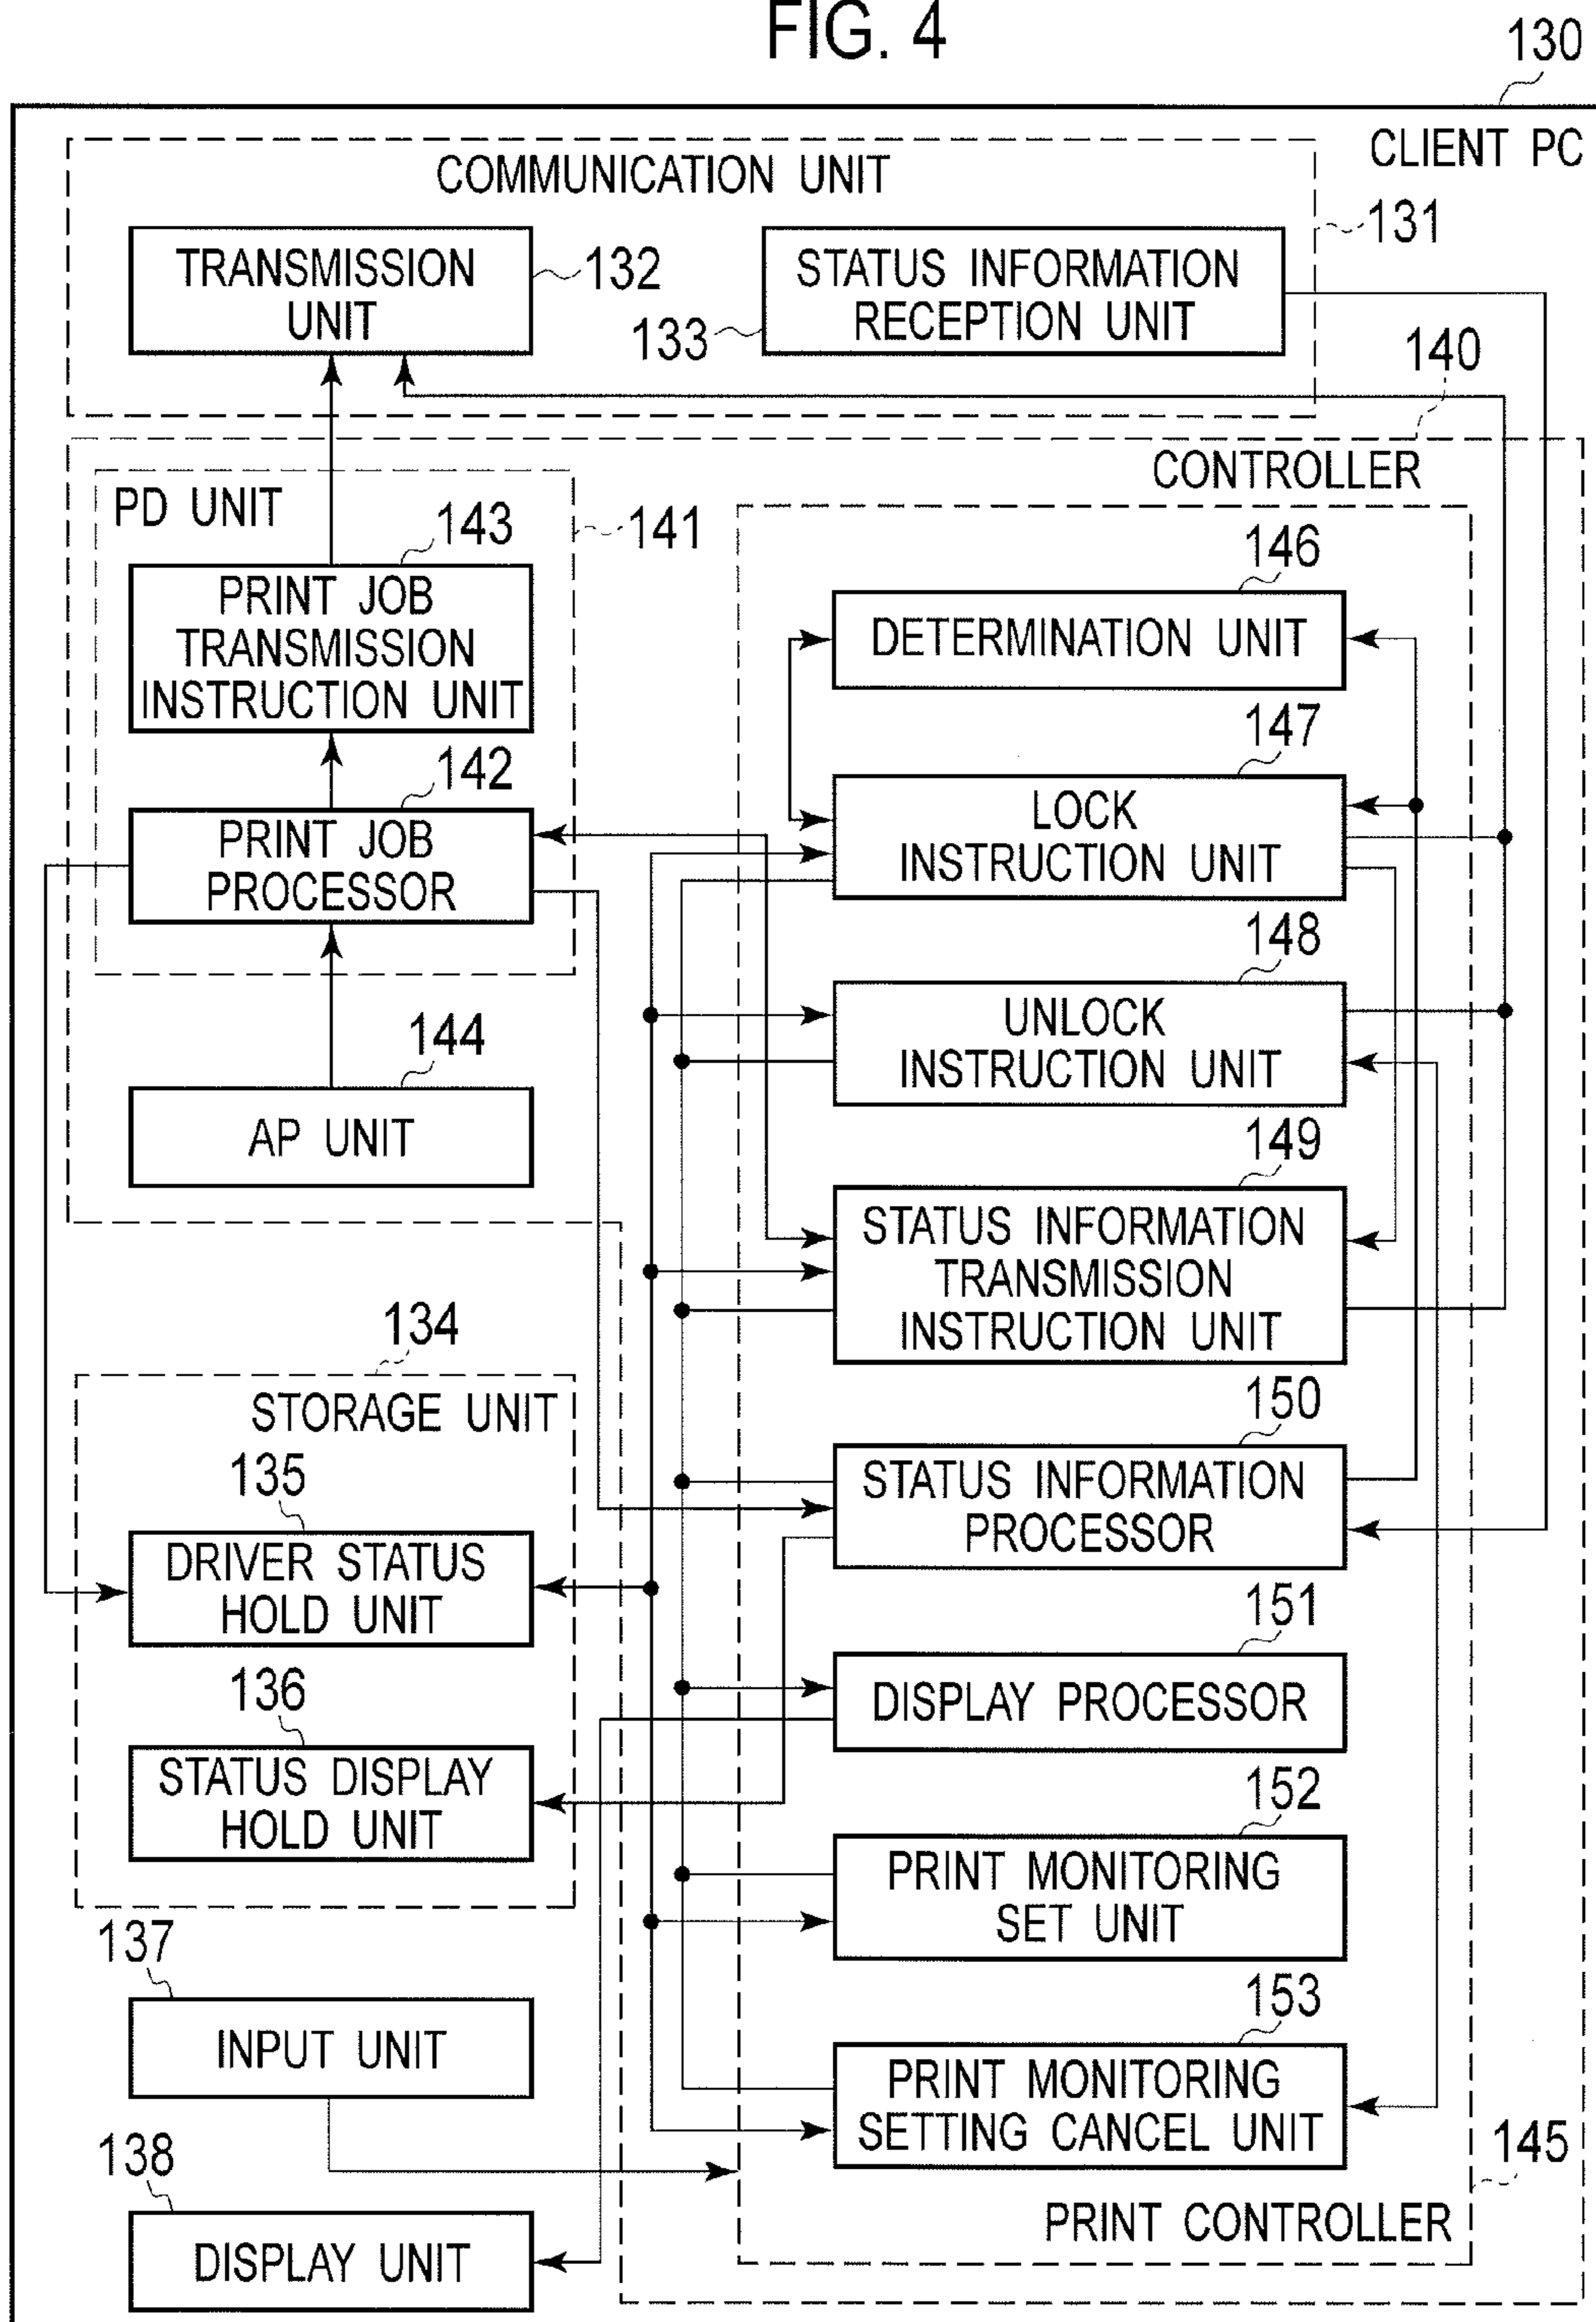 FIG. 4
130
CLIENT PC
COMMUNICATION UNIT
131
TRANSMISSION
UNIT
132
STATUS INFORMATION
RECEPTION UNIT
133
140
CONTROLLER
PD UNIT
141
143
PRINT JOB
TRANSMISSION
INSTRUCTION UNIT
142
PRINT JOB
PROCESSOR
144
AP UNIT
146
DETERMINATION UNIT
147
LOCK
INSTRUCTION UNIT
148
UNLOCK
INSTRUCTION UNIT
149
STATUS INFORMATION
TRANSMISSION
INSTRUCTION UNIT
134
STORAGE UNIT
135
DRIVER STATUS
HOLD UNIT
136
STATUS DISPLAY
HOLD UNIT
150
STATUS INFORMATION
PROCESSOR
151
DISPLAY PROCESSOR
152
PRINT MONITORING
SET UNIT
137
INPUT UNIT
153
PRINT MONITORING
SETTING CANCEL UNIT
138
DISPLAY UNIT
145
PRINT CONTROLLER